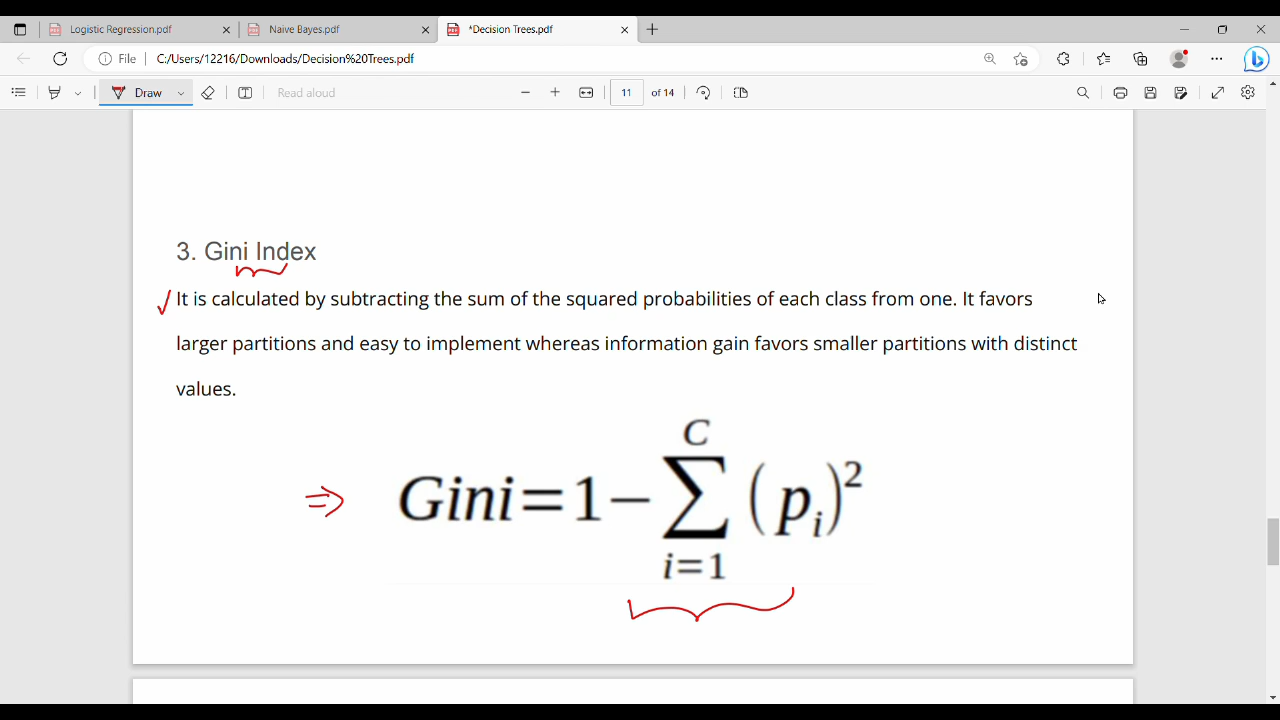 Logistic Regression.pdf
Naive Bayes.pdf
*Decision Trees.pdf
File
C:/Users/12216/Downloads/Decision%20Trees.pdf
Draw
Read aloud
11 of 14
3. Gini Index
It is calculated by subtracting the sum of the squared probabilities of each class from one. It favors
larger partitions and easy to implement whereas information gain favors smaller partitions with distinct
values.
Gini=1−∑_{i=1}^{C}(p_i)^2